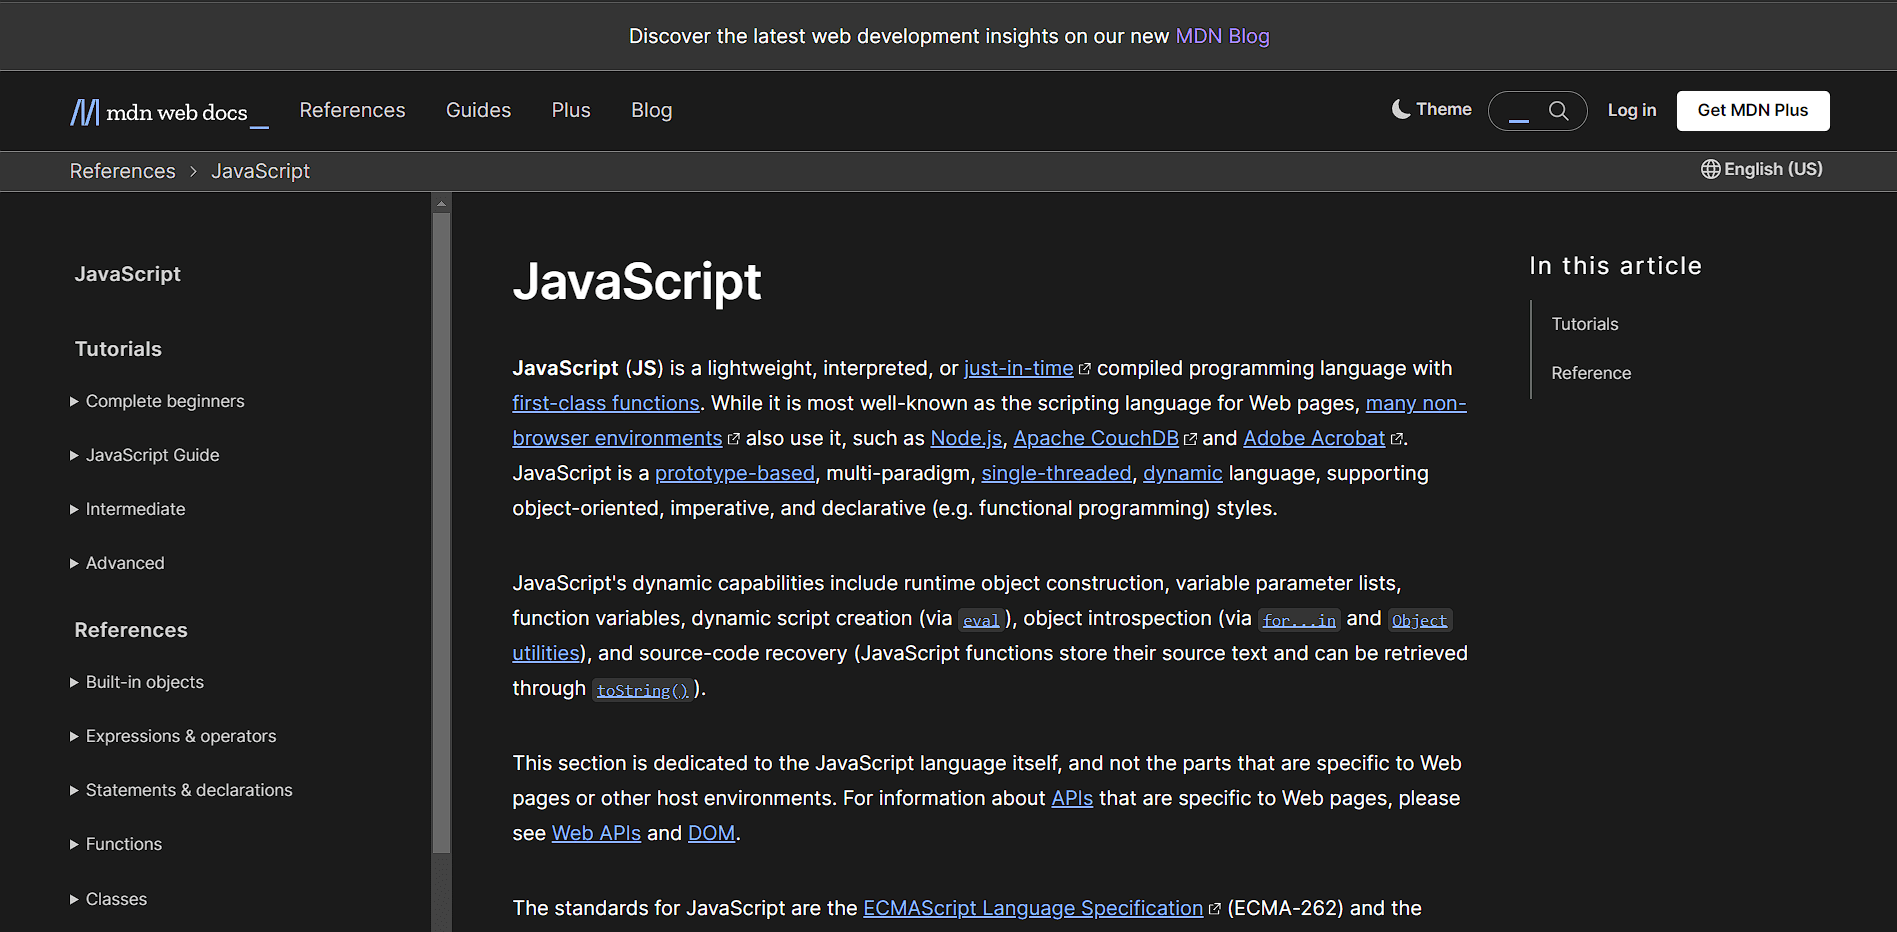 Discover the latest web development insights on our new MDN Blog
mdn web docs_ References Guides Plus Blog Theme Log in Get MDN Plus
References > JavaScript English (US)
JavaScript
Tutorials
Complete beginners
JavaScript Guide
Intermediate
Advanced
References
Built-in objects
Expressions & operators
Statements & declarations
Functions
Classes
JavaScript
JavaScript (JS) is a lightweight, interpreted, or just-in-time compiled programming language with
first-class functions. While it is most well-known as the scripting language for Web pages, many non-
browser environments also use it, such as Node.js, Apache CouchDB and Adobe Acrobat.
JavaScript is a prototype-based, multi-paradigm, single-threaded, dynamic language, supporting
object-oriented, imperative, and declarative (e.g. functional programming) styles.
JavaScript's dynamic capabilities include runtime object construction, variable parameter lists,
function variables, dynamic script creation (via eval), object introspection (via for...in and Object
utilities), and source-code recovery (JavaScript functions store their source text and can be retrieved
through toString()).
This section is dedicated to the JavaScript language itself, and not the parts that are specific to Web
pages or other host environments. For information about APIs that are specific to Web pages, please
see Web APIs and DOM.
The standards for JavaScript are the ECMAScript Language Specification (ECMA-262) and the
In this article
Tutorials
Reference